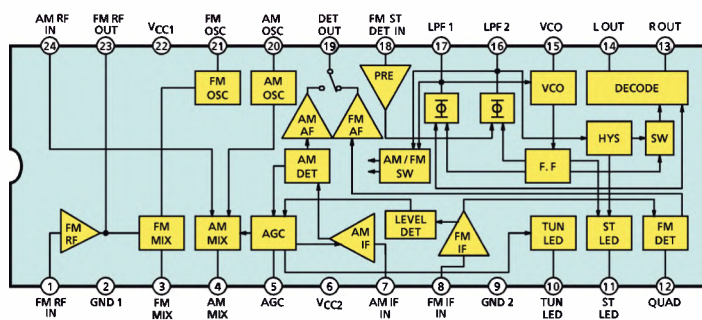 AM RF IN
FM RF OUT
VCC1
FM OSC
AM OSC
DET OUT
FM ST DET IN
LPF 1
LPF 2
VCO
L OUT
R OUT
24 23 22 21 20 19 18 17 16 15 14 13
FM OSC
AM OSC
PRE
AM AF
FM AF
Φ
Φ
VCO
DECODE
AM DET
AM / FM SW
F. F
HYS
SW
FM RF
FM MIX
AM MIX
AGC
AM IF
LEVEL DET
FM IF
TUN LED
ST LED
FM DET
1 2 3 4 5 6 7 8 9 10 11 12
FM RF IN
GND 1
FM MIX
AM MIX
AGC
VCC2
AM IF IN
FM IF IN
GND 2
TUN LED
ST LED
QUAD